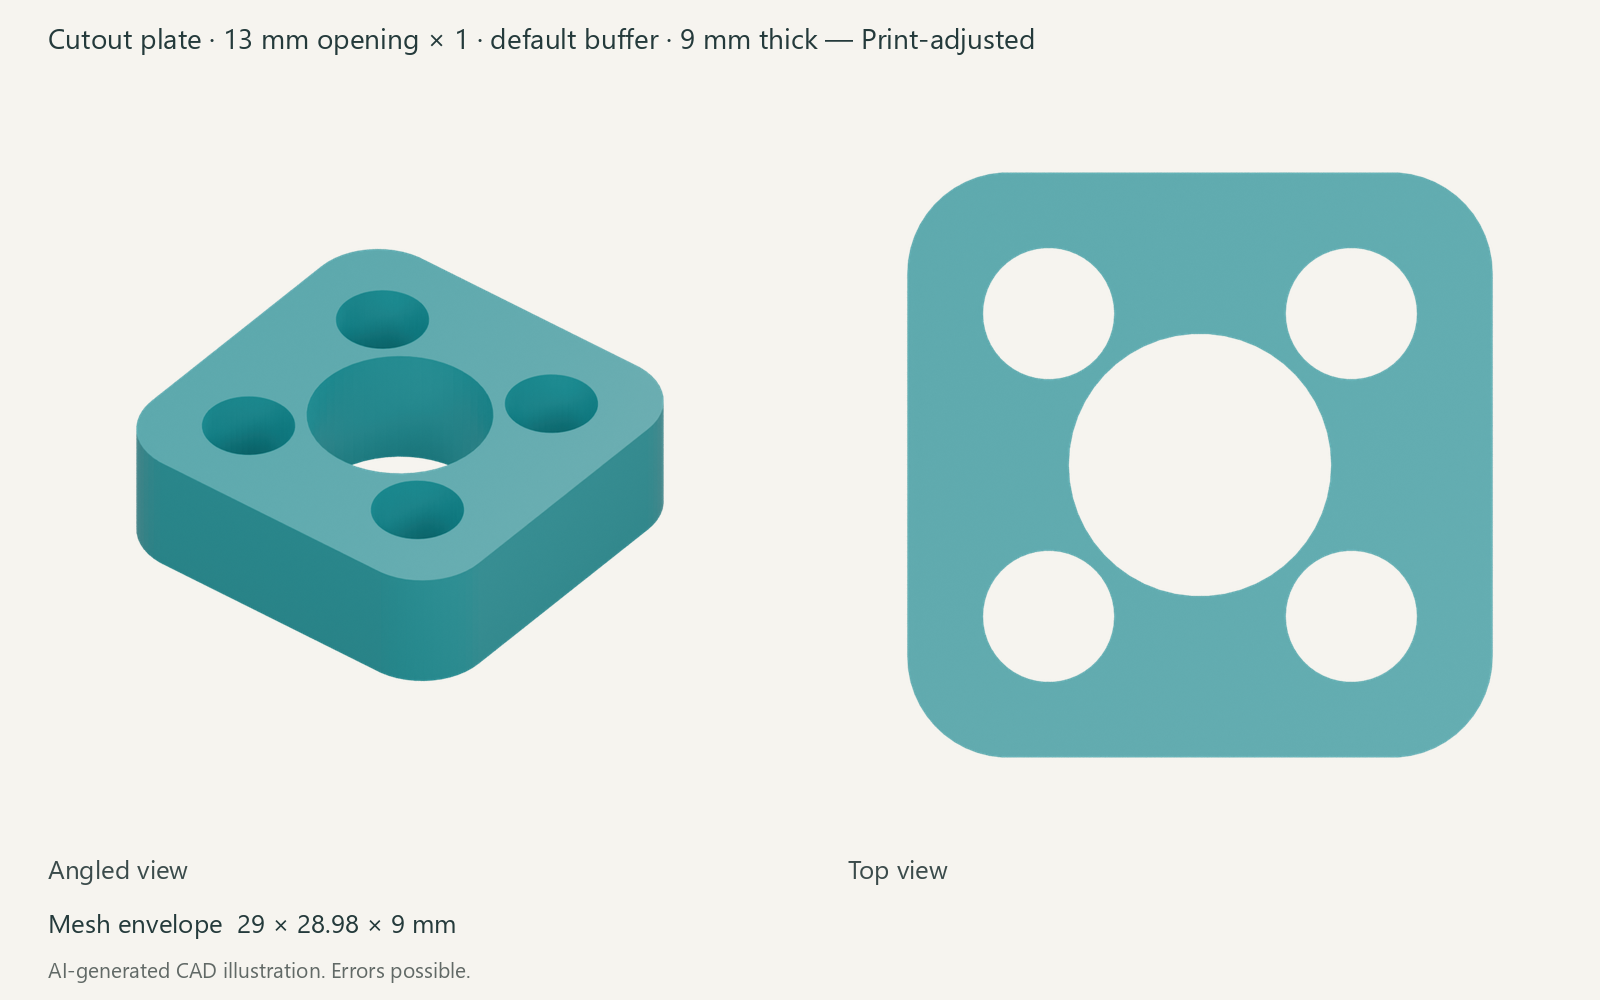 Cutout plate · 13 mm opening × 1 · default buffer · 9 mm thick — Print-adjusted
Angled view
Top view
Mesh envelope 29 × 28.98 × 9 mm
AI-generated CAD illustration. Errors possible.